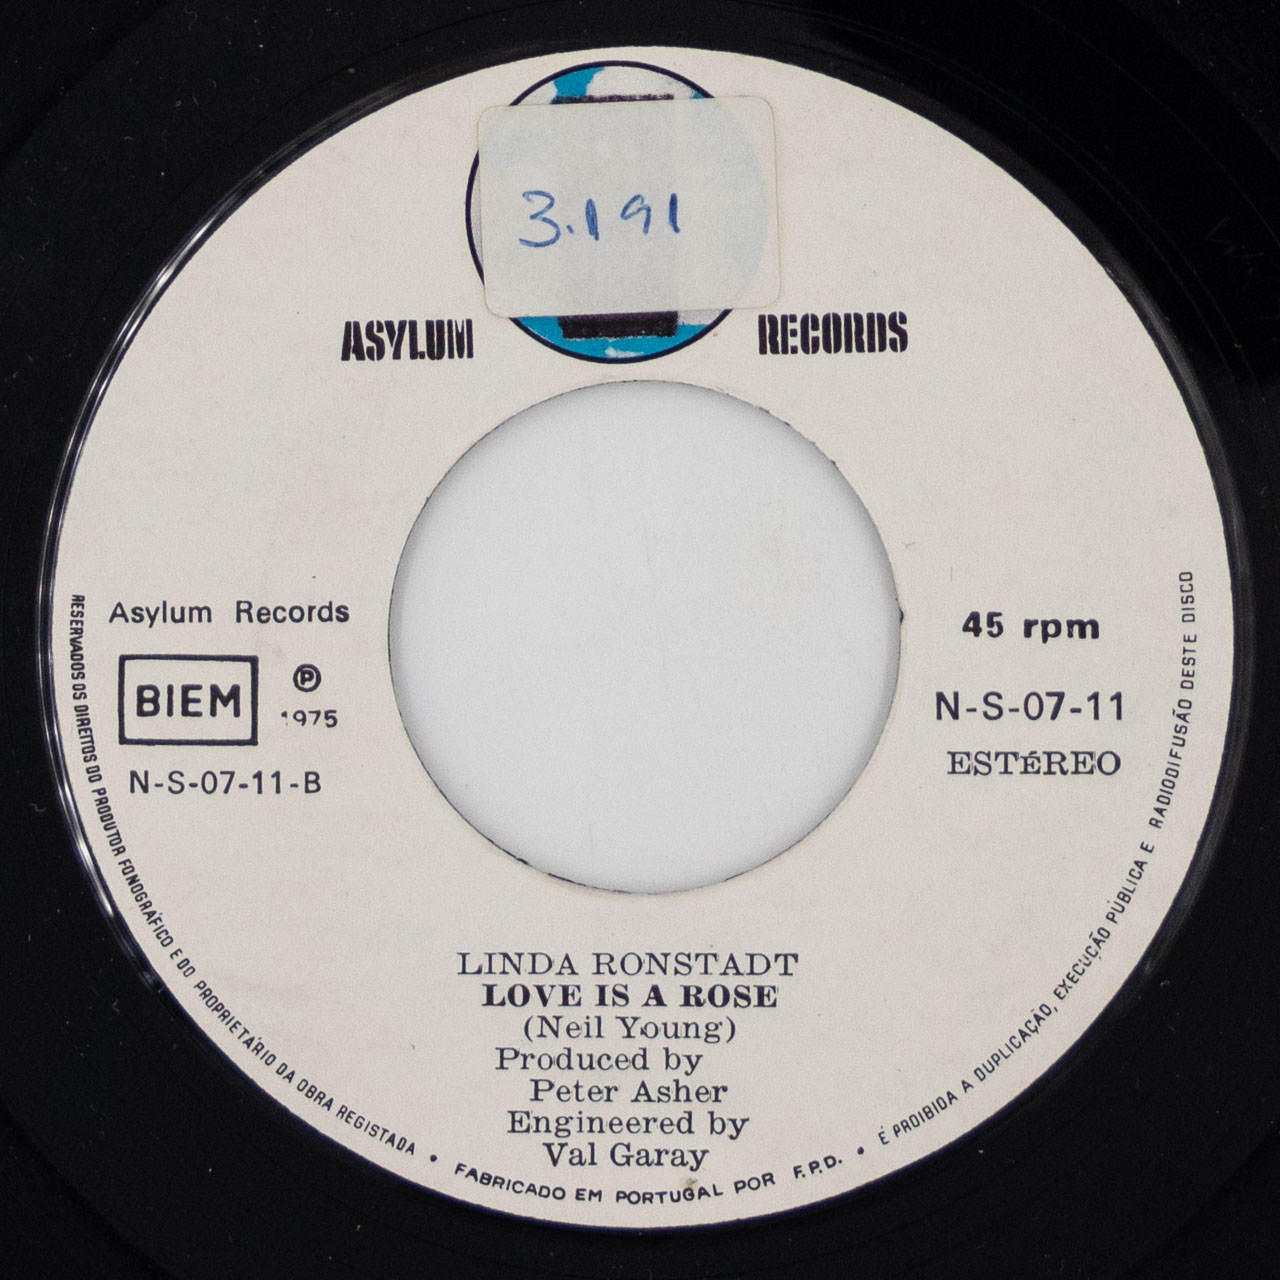 3.191
ASYLUM RECORDS
Asylum Records
BIEM
℗
1975
N-S-07-11-B
45 rpm
N-S-07-11
ESTÉREO
LINDA RONSTADT
LOVE IS A ROSE
(Neil Young)
Produced by
Peter Asher
Engineered by
Val Garay
RESERVADOS OS DIREITOS DO PRODUTOR FONOGRÁFICO E DO PROPRIETÁRIO DA OBRA REGISTADA • FABRICADO EM PORTUGAL POR F.P.D. • É PROIBIDA A DUPLICAÇÃO, EXECUÇÃO PÚBLICA E RADIODIFUSÃO DESTE DISCO